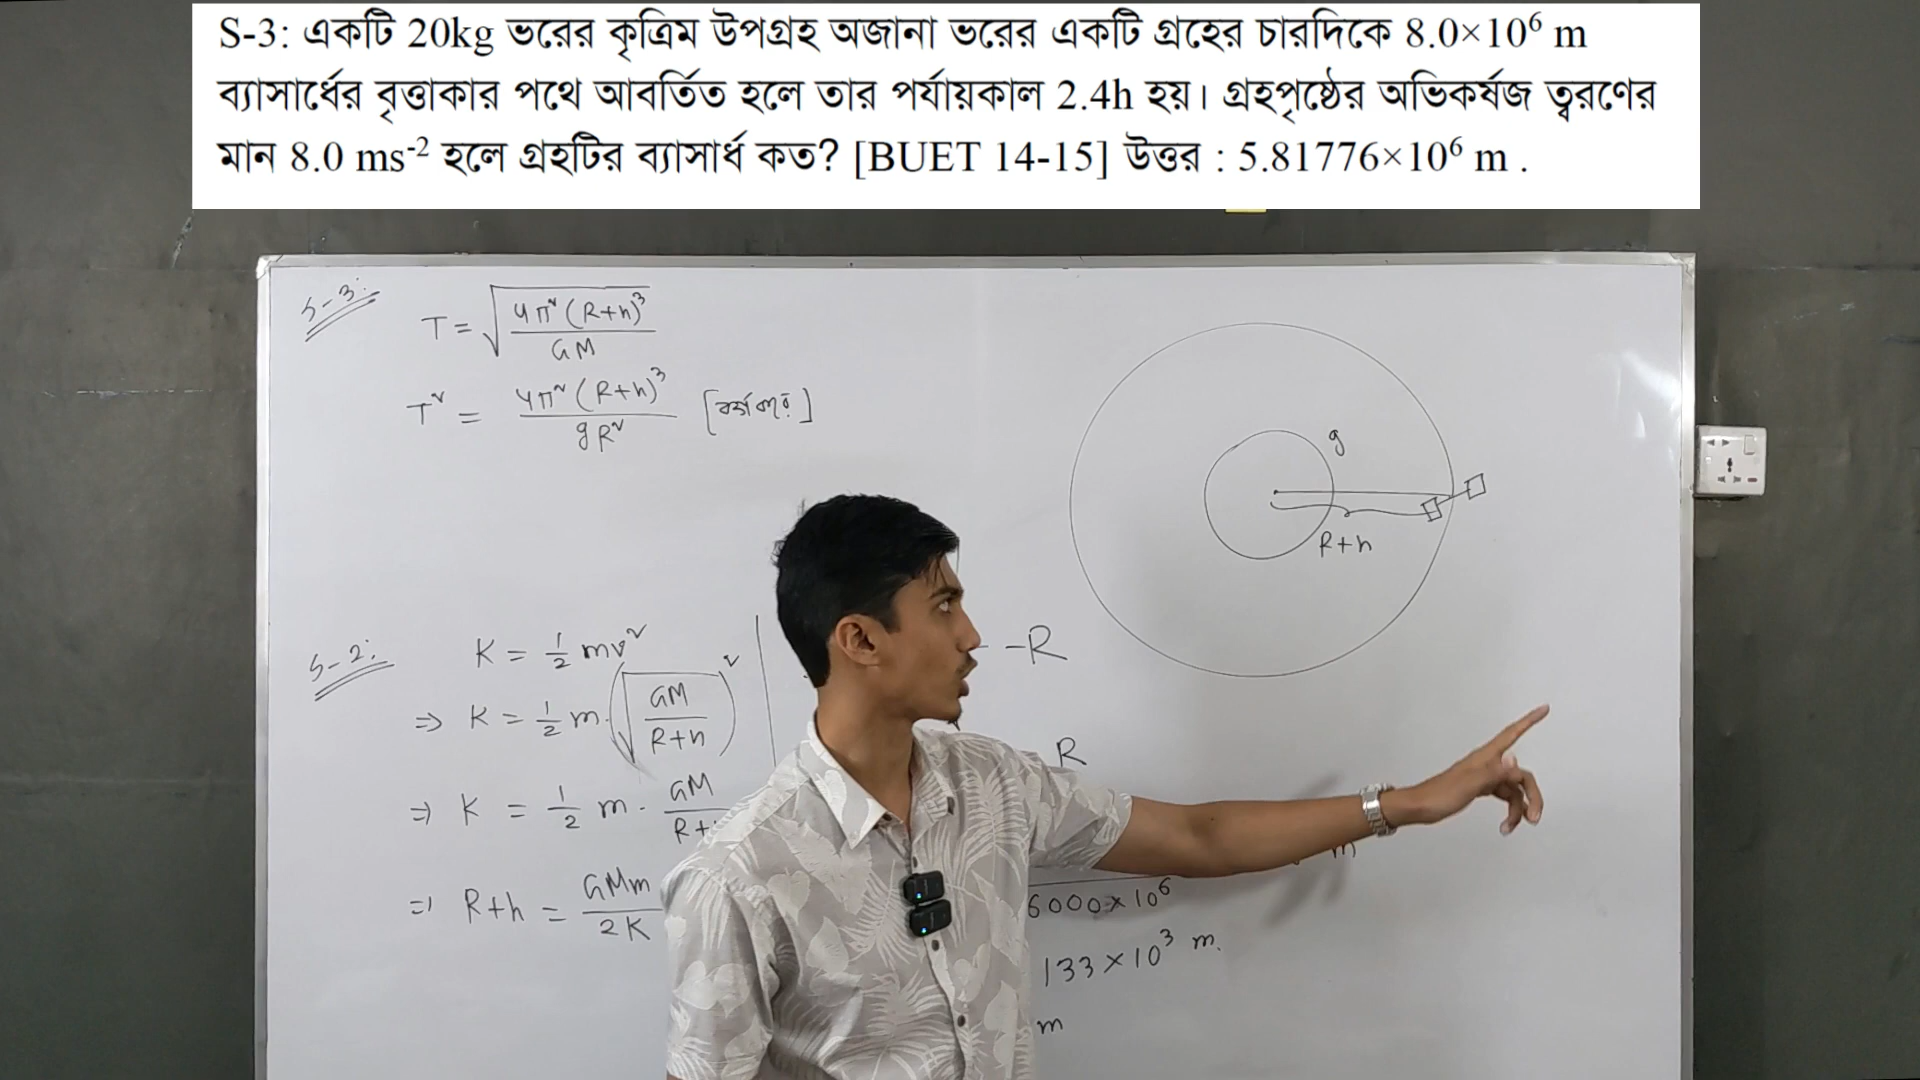 S-3: একটি 20kg ভরের কৃত্রিম উপগ্রহ অজানা ভরের একটি গ্রহের চারদিকে 8.0×10⁶ m
ব্যাসার্ধের বৃত্তাকার পথে আবর্তিত হলে তার পর্যায়কাল 2.4h হয়। গ্রহপৃষ্ঠের অভিকর্ষজ ত্বরণের
মান 8.0 ms⁻² হলে গ্রহটির ব্যাসার্ধ কত? [BUET 14-15] উত্তর : 5.81776×10⁶ m .
S-3:
T = √(4π² (R+h)³ / GM)
T² = 4π² (R+h)³ / gR² [বর্গ করে]
g
R+h
S-2:
K = 1/2 mv²
⇒ K = 1/2 m. (√(GM / R+h))²
⇒ K = 1/2 m . GM / R+
⇒ R+h = GMm / 2K
-R
R
m
6000×10⁶
133×10³ m.
m